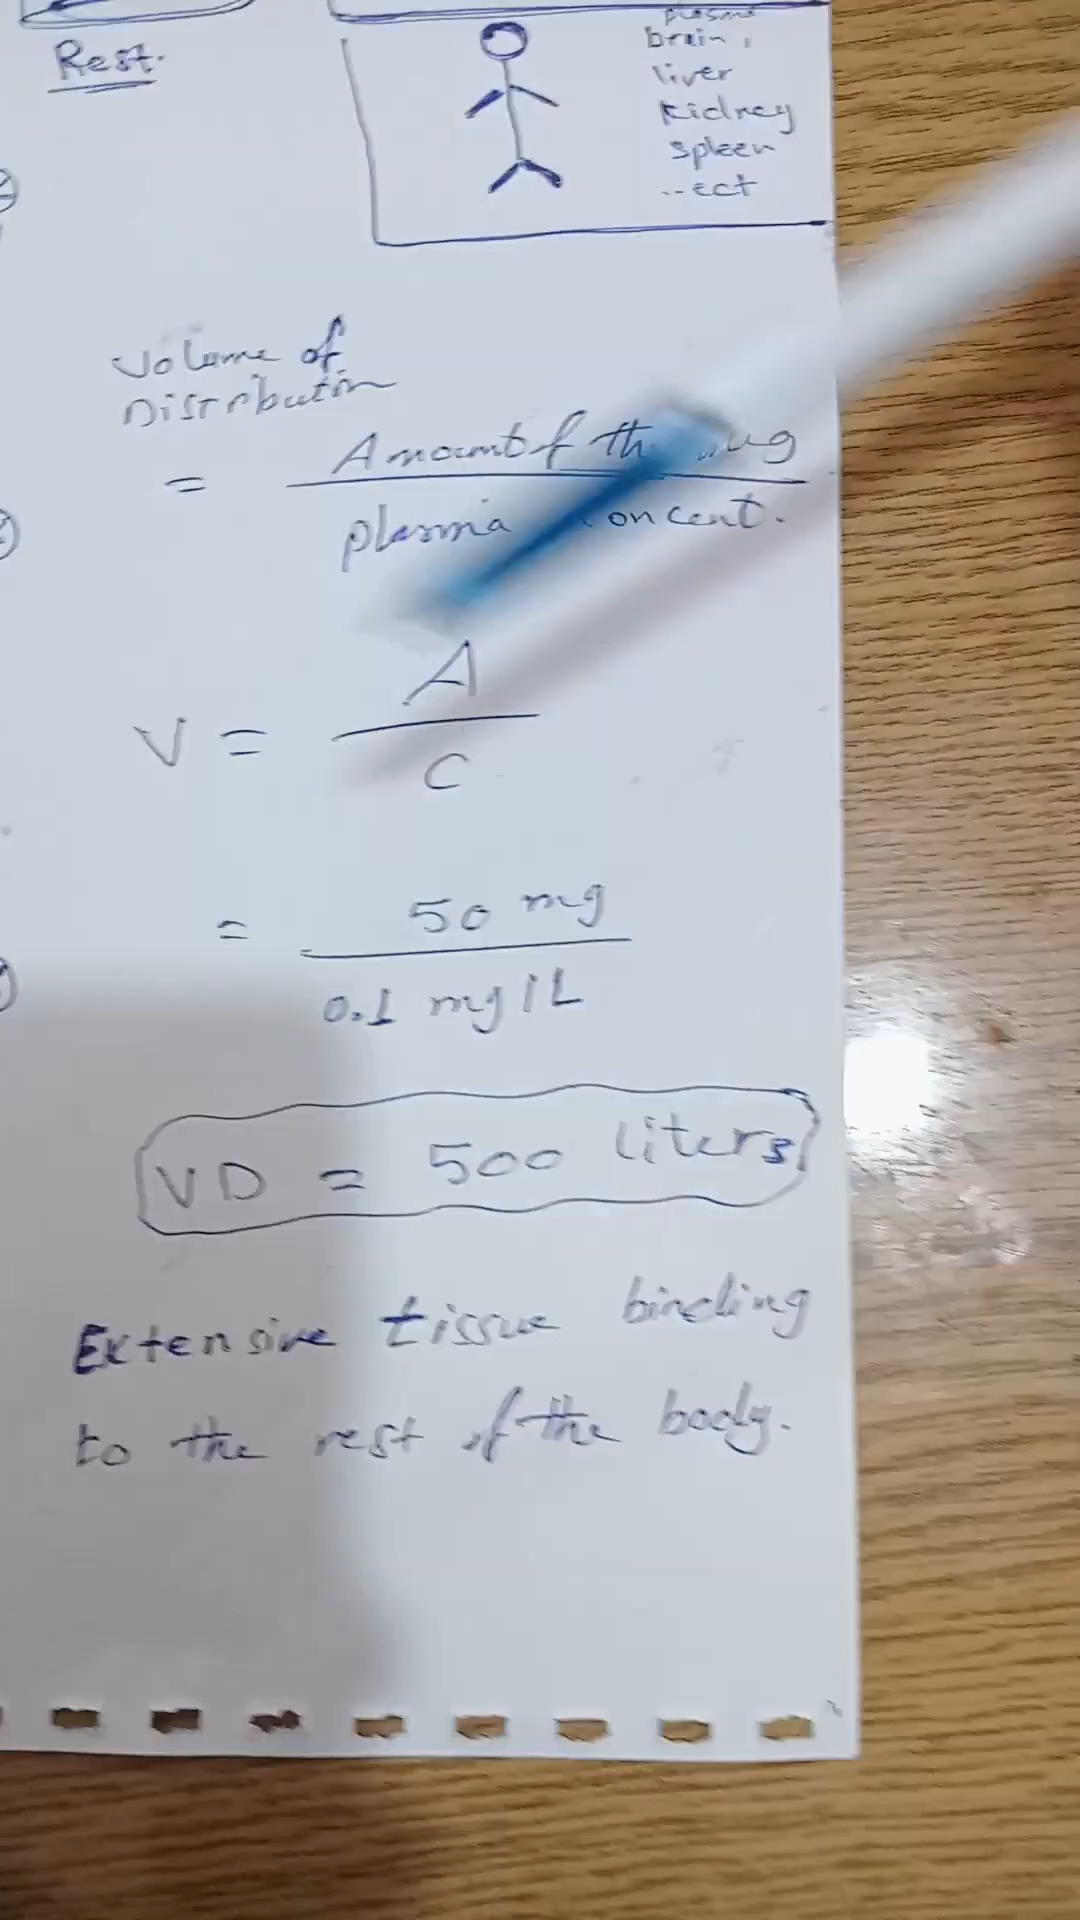 Rest.
plasma
brain,
liver
kidney
spleen
...ect
Volume of
Distribution
= Amount of the drug
plasma concent.
V = A
C
= 50 mg
0.1 mg/L
VD = 500 liters
Extensive tissue binding
to the rest of the body.